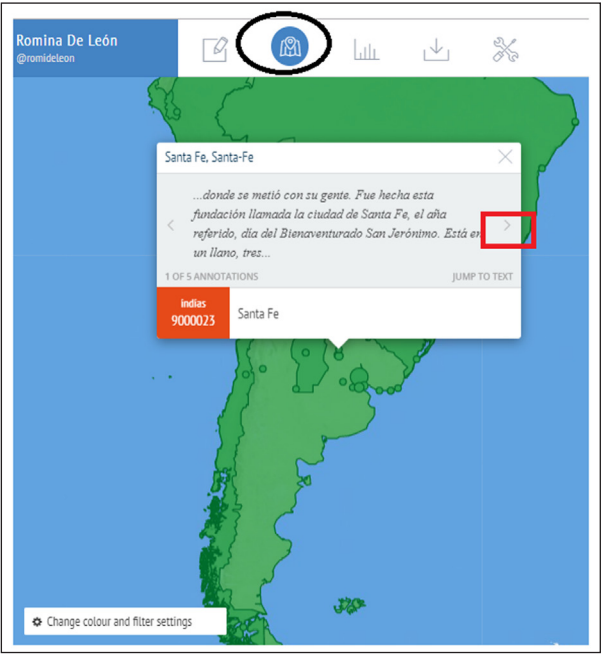 Romina De León
@romideleon
Santa Fe, Santa-Fe
...donde se metió con su gente. Fue hecha esta
fundación llamada la ciudad de Santa Fe, el aña
referido, día del Bienaventurado San Jerónimo. Está en
un llano, tres...
1 OF 5 ANNOTATIONS JUMP TO TEXT
indias
9000023
Santa Fe
Change colour and filter settings